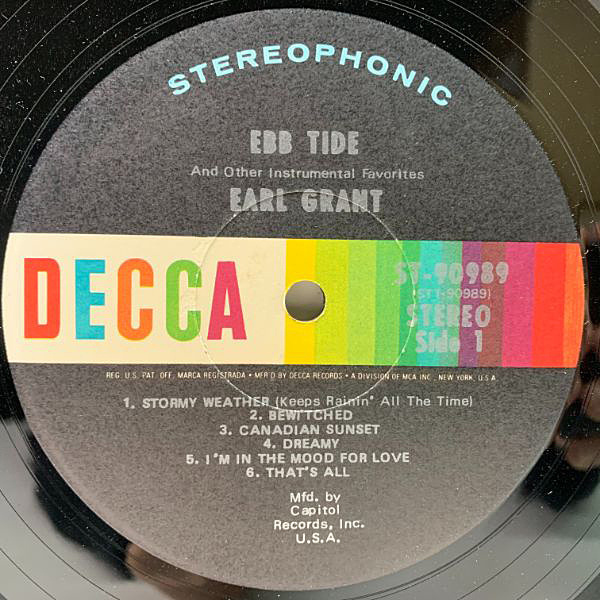 STEREOPHONIC
EBB TIDE
And Other Instrumental Favorites
EARL GRANT
DECCA
ST-90989
(STT-90989)
STEREO
Side 1
REG. U.S. PAT. OFF. MARCA REGISTRADA • MFR'D BY DECCA RECORDS • A DIVISION OF MCA INC., NEW YORK, U.S.A.
1. STORMY WEATHER (Keeps Rainin' All The Time)
2. BEWITCHED
3. CANADIAN SUNSET
4. DREAMY
5. I'M IN THE MOOD FOR LOVE
6. THAT'S ALL
Mfd. by
Capitol
Records, Inc.
U.S.A.